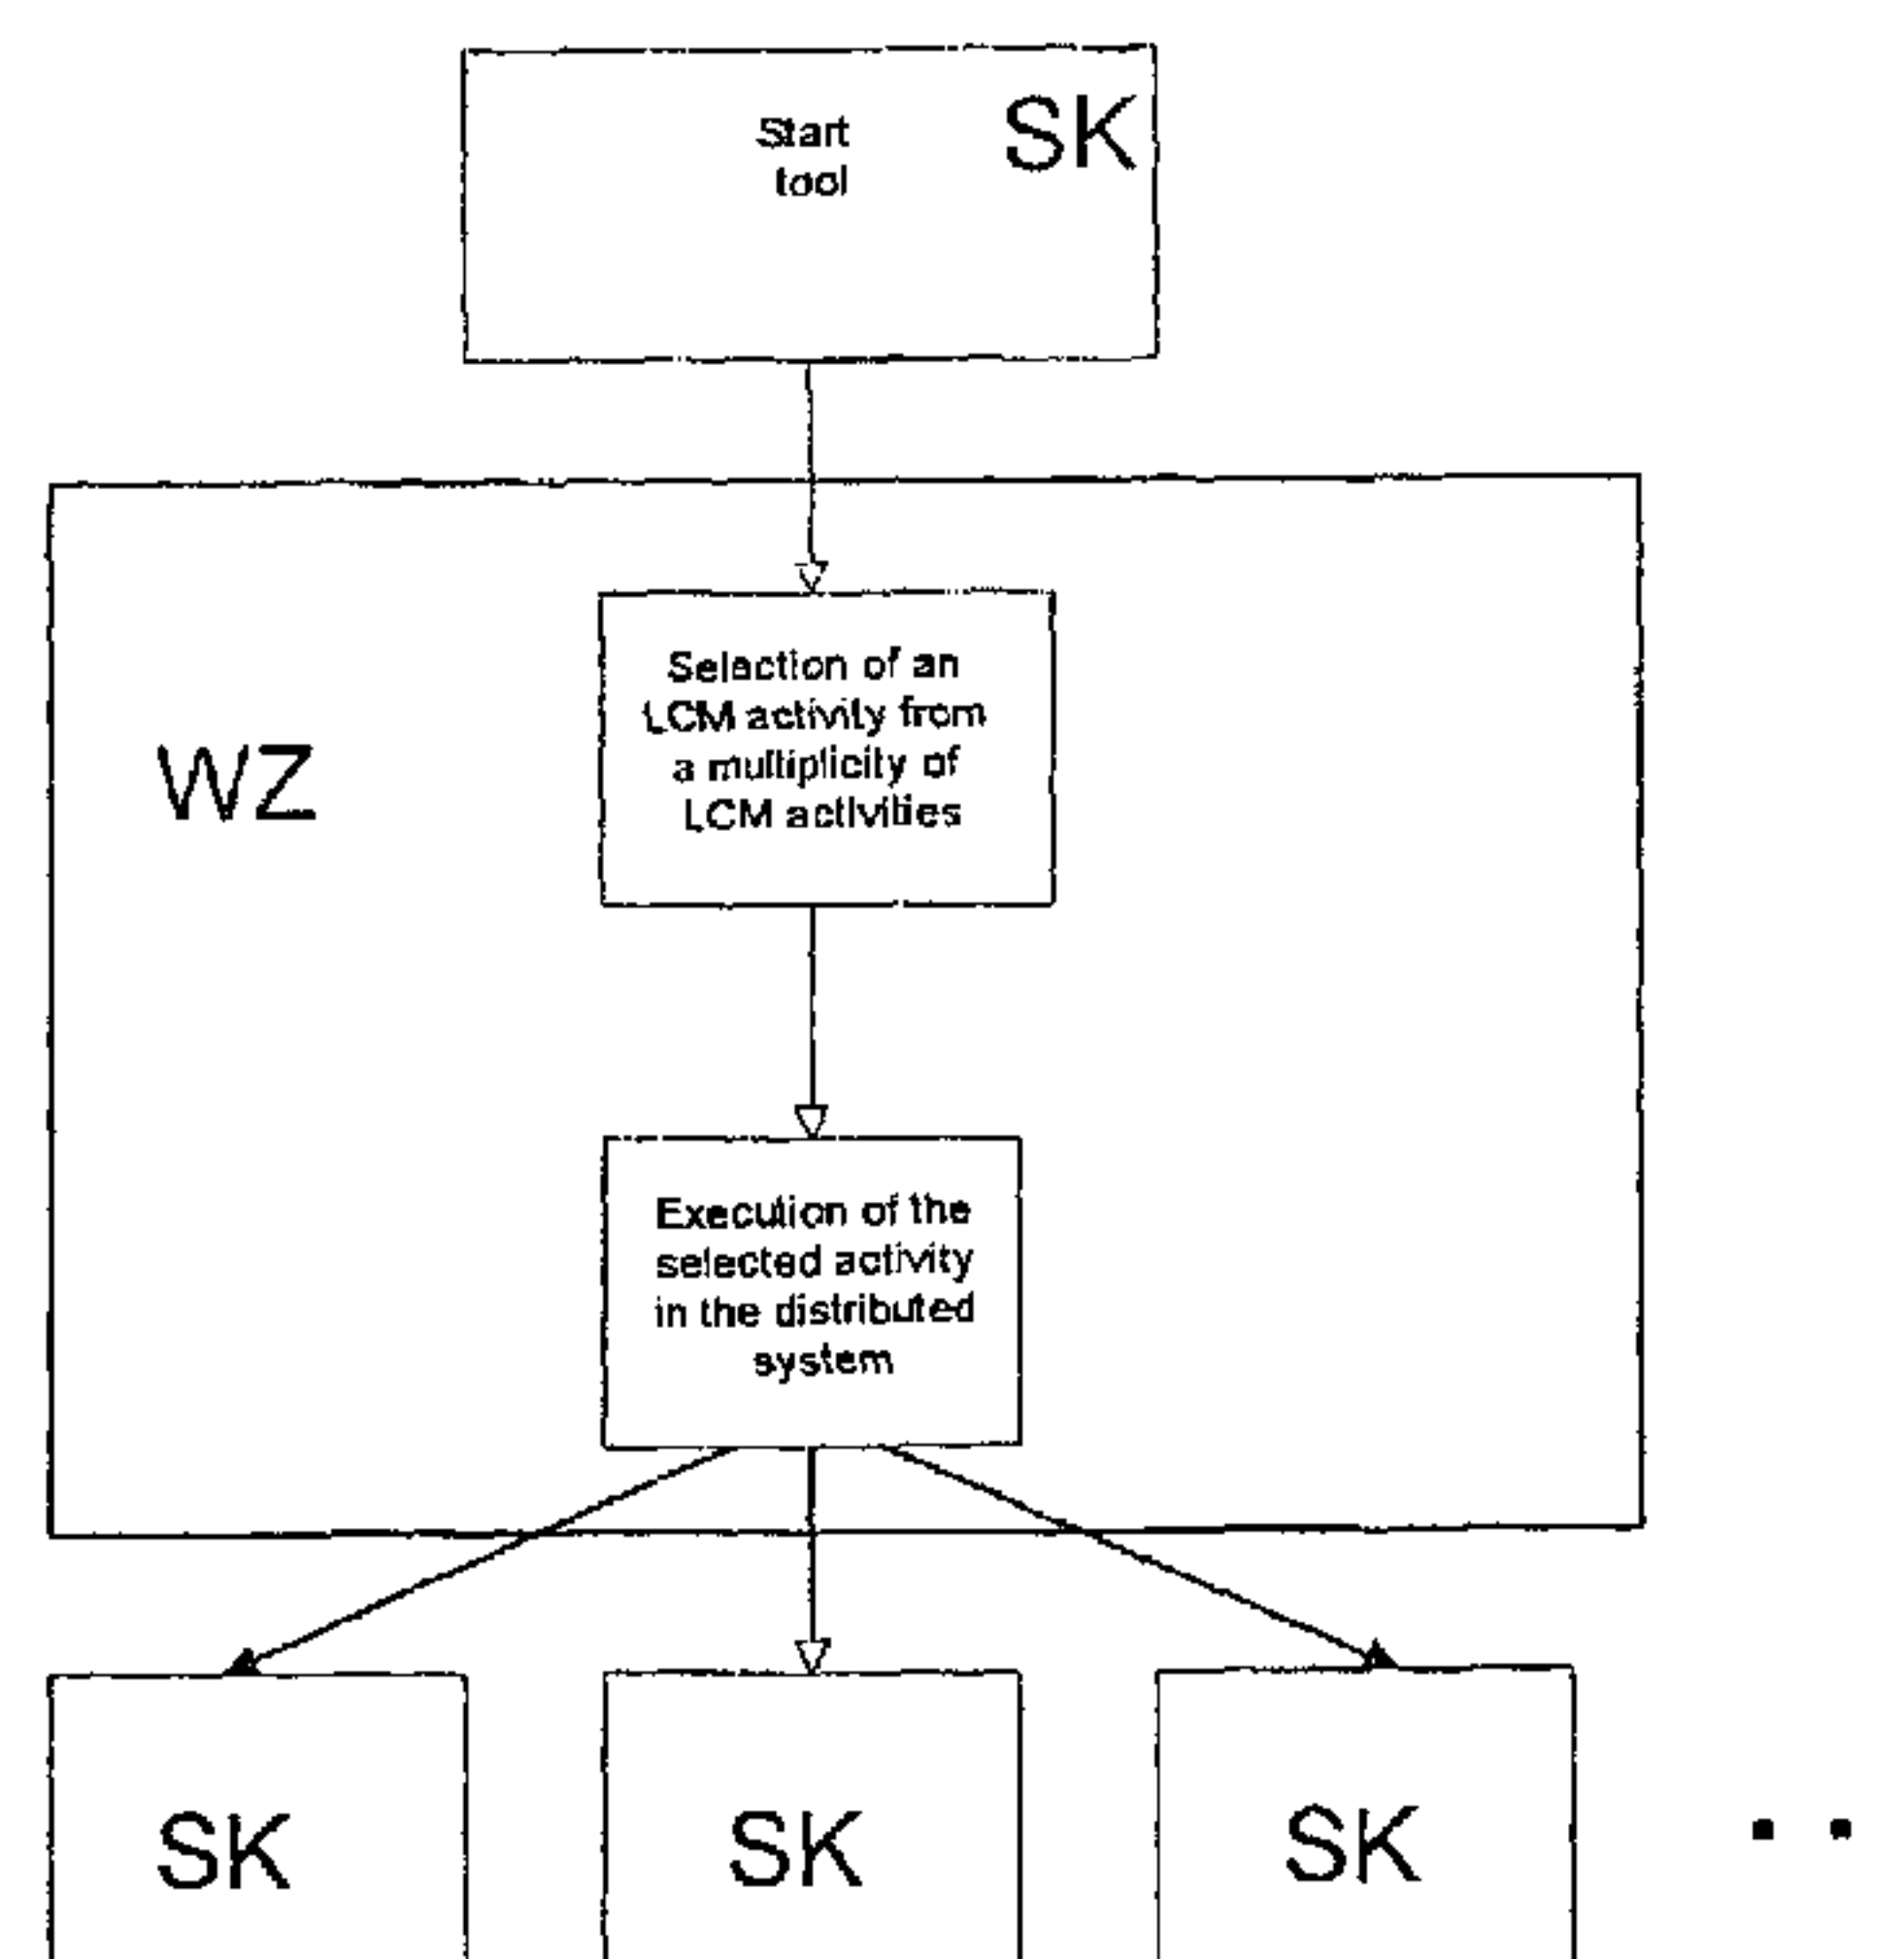 Start
tool
SK
Selection of an
LCM activity from
a multiplicity of
LCM activities
WZ
Execution of the
selected activity
in the distributed
system
SK
SK
SK
. .